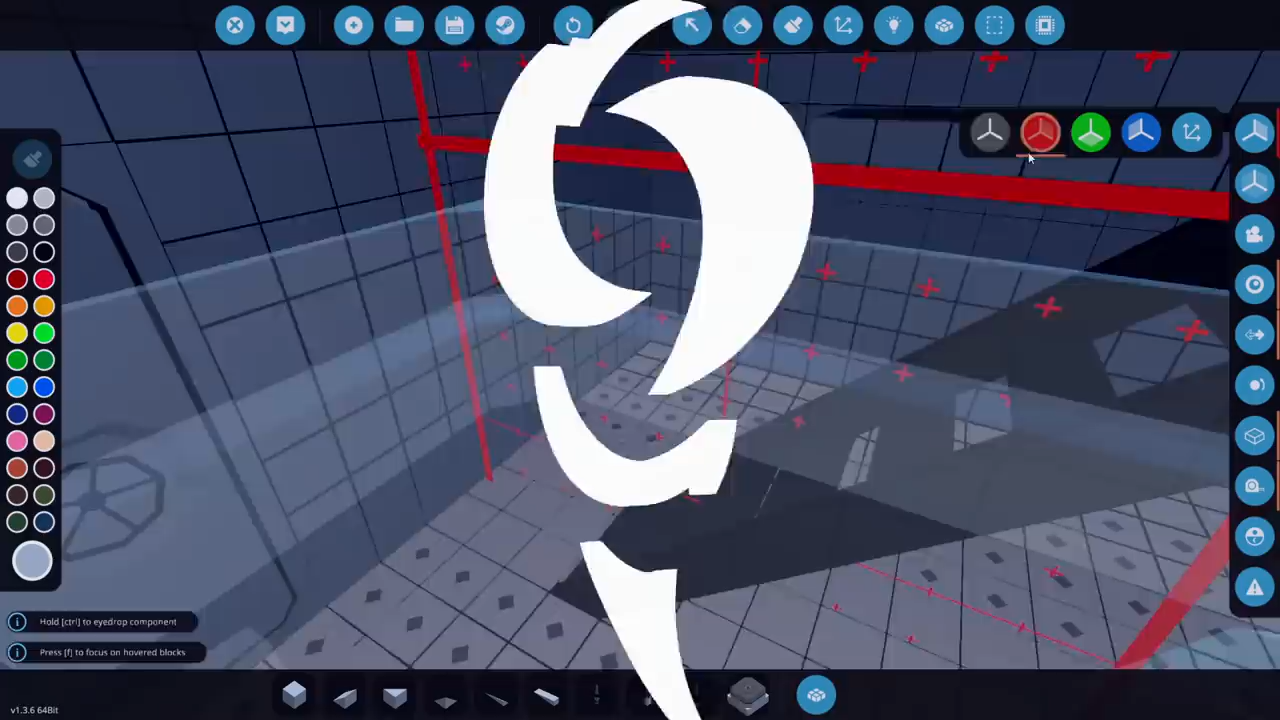 Hold [ctrl] to eyedrop component
Press [f] to focus on hovered blocks
v1.3.6 64Bit